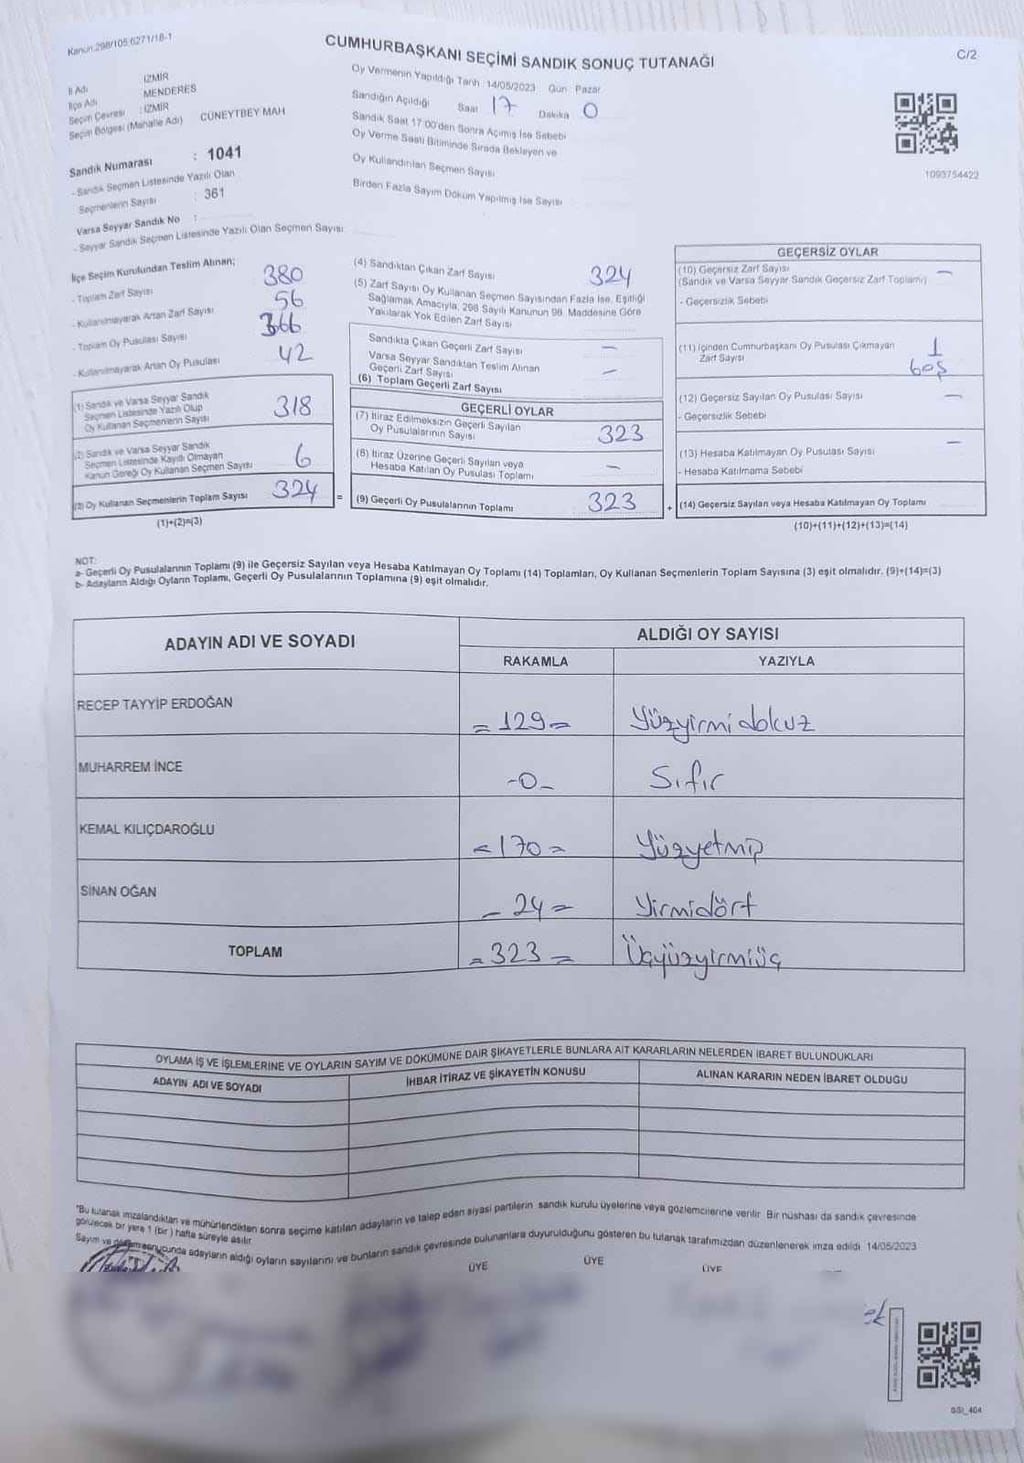 Kanun.298/105.6271/18-1
CUMHURBAŞKANI SEÇİMİ SANDIK SONUÇ TUTANAĞI
C/2
İl Adı İZMİR
İlçe Adı MENDERES
Seçim Çevresi : İZMİR
Seçim Bölgesi (Mahalle Adı) CÜNEYTBEY MAH
Sandık Numarası : 1041
- Sandık Seçmen Listesinde Yazılı Olan
Seçmenlerin Sayısı : 361
Varsa Seyyar Sandık No :
- Seyyar Sandık Seçmen Listesinde Yazılı Olan Seçmen Sayısı
Oy Vermenin Yapıldığı Tarih 14/05/2023 Gün Pazar
Sandığın Açıldığı Saat 17 Dakika 0
Sandık Saat 17:00'den Sonra Açılmış İse Sebebi
Oy Verme Saati Bitiminde Sırada Bekleyen ve
Oy Kullandırılan Seçmen Sayısı
Birden Fazla Sayım Döküm Yapılmış İse Sayısı
1093754422
İlçe Seçim Kurulundan Teslim Alınan;
- Toplam Zarf Sayısı 380
- Kullanılmayarak Artan Zarf Sayısı 56
- Toplam Oy Pusulası Sayısı 366
- Kullanılmayarak Artan Oy Pusulası 42
(1) Sandık ve Varsa Seyyar Sandık
Seçmen Listesinde Yazılı Olup
Oy Kullanan Seçmenlerin Sayısı 318
(2) Sandık ve Varsa Seyyar Sandık
Seçmen Listesinde Kayıtlı Olmayan
Kanun Gereği Oy Kullanan Seçmen Sayısı 6
(3) Oy Kullanan Seçmenlerin Toplam Sayısı 324 =
(1)+(2)=(3)
(4) Sandıktan Çıkan Zarf Sayısı 324
(5) Zarf Sayısı Oy Kullanan Seçmen Sayısından Fazla İse, Eşitliği
Sağlamak Amacıyla, 298 Sayılı Kanunun 98. Maddesine Göre
Yakılarak Yok Edilen Zarf Sayısı
Sandıkta Çıkan Geçerli Zarf Sayısı –
Varsa Seyyar Sandıktan Teslim Alınan
Geçerli Zarf Sayısı –
(6) Toplam Geçerli Zarf Sayısı
GEÇERLİ OYLAR
(7) İtiraz Edilmeksizin Geçerli Sayılan
Oy Pusulalarının Sayısı 323
(8) İtiraz Üzerine Geçerli Sayılan veya
Hesaba Katılan Oy Pusulası Toplamı –
(9) Geçerli Oy Pusulalarının Toplamı 323 +
GEÇERSİZ OYLAR
(10) Geçersiz Zarf Sayısı –
(Sandık ve Varsa Seyyar Sandık Geçersiz Zarf Toplamı)
- Geçersizlik Sebebi
(11) İçinden Cumhurbaşkanı Oy Pusulası Çıkmayan 1
Zarf Sayısı boş
(12) Geçersiz Sayılan Oy Pusulası Sayısı –
- Geçersizlik Sebebi
(13) Hesaba Katılmayan Oy Pusulası Sayısı –
- Hesaba Katılmama Sebebi
(14) Geçersiz Sayılan veya Hesaba Katılmayan Oy Toplamı
(10)+(11)+(12)+(13)=(14)
NOT:
a- Geçerli Oy Pusulalarının Toplamı (9) ile Geçersiz Sayılan veya Hesaba Katılmayan Oy Toplamı (14) Toplamları, Oy Kullanan Seçmenlerin Toplam Sayısına (3) eşit olmalıdır. (9)+(14)=(3)
b- Adayların Aldığı Oyların Toplamı, Geçerli Oy Pusulalarının Toplamına (9) eşit olmalıdır.
ADAYIN ADI VE SOYADI ALDIĞI OY SAYISI
RAKAMLA YAZIYLA
RECEP TAYYİP ERDOĞAN = 129 = Yüzyirmi dokuz
MUHARREM İNCE -0- Sıfır
KEMAL KILIÇDAROĞLU = 170 = Yüzyetmiş
SİNAN OĞAN - 24 = Yirmidört
TOPLAM = 323 = Üçyüzyirmiüç
OYLAMA İŞ VE İŞLEMLERİNE VE OYLARIN SAYIM VE DÖKÜMÜNE DAİR ŞİKAYETLERLE BUNLARA AİT KARARLARIN NELERDEN İBARET BULUNDUKLARI
ADAYIN ADI VE SOYADI İHBAR İTİRAZ VE ŞİKAYETİN KONUSU ALINAN KARARIN NEDEN İBARET OLDUĞU
"Bu tutanak imzalandıktan ve mühürlendikten sonra seçime katılan adayların ve talep eden siyasi partilerin sandık kurulu üyelerine veya gözlemcilerine verilir. Bir nüshası da sandık çevresinde
görülecek bir yere 1 (bir) hafta süreyle asılır.
Sayım ve döküm sonucunda adayların aldığı oyların sayılarını ve bunların sandık çevresinde bulunanlara duyurulduğunu gösteren bu tutanak tarafımızdan düzenlenerek imza edildi. 14/05/2023
ÜYE ÜYE ÜYE